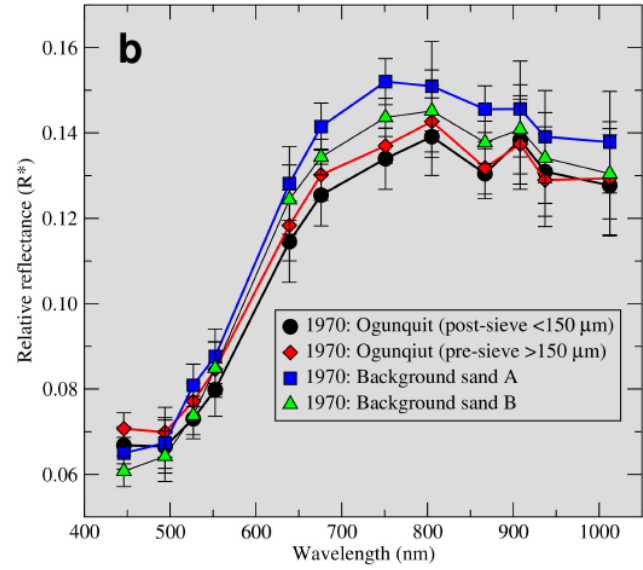 b
0.16
0.14
0.12
0.10
0.08
0.06
0.05
Relative reflectance (R*)
1970: Ogunquit (post-sieve <150 μm)
1970: Ogunqiut (pre-sieve >150 μm)
1970: Background sand A
1970: Background sand B
400 500 600 700 800 900 1000
Wavelength (nm)